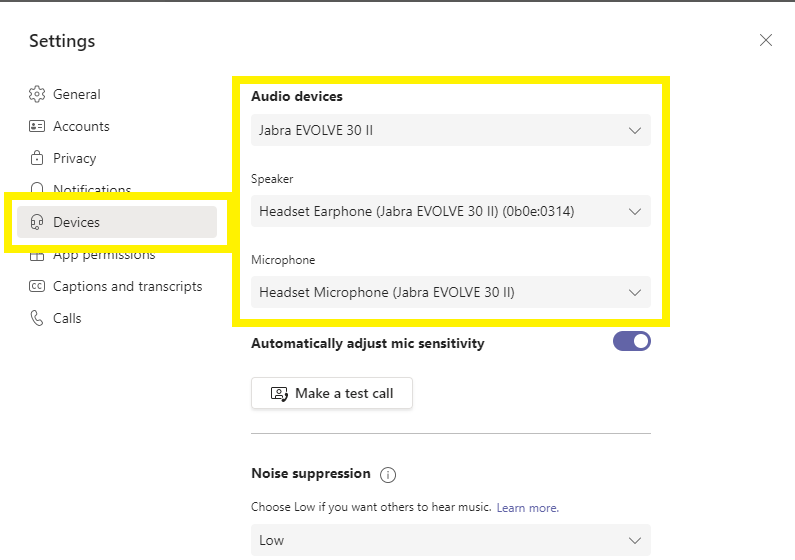 Settings
General
Accounts
Privacy
Notifications
Devices
App permissions
CC Captions and transcripts
Calls
Audio devices
Jabra EVOLVE 30 II
Speaker
Headset Earphone (Jabra EVOLVE 30 II) (0b0e:0314)
Microphone
Headset Microphone (Jabra EVOLVE 30 II)
Automatically adjust mic sensitivity
Make a test call
Noise suppression
Choose Low if you want others to hear music. Learn more.
Low